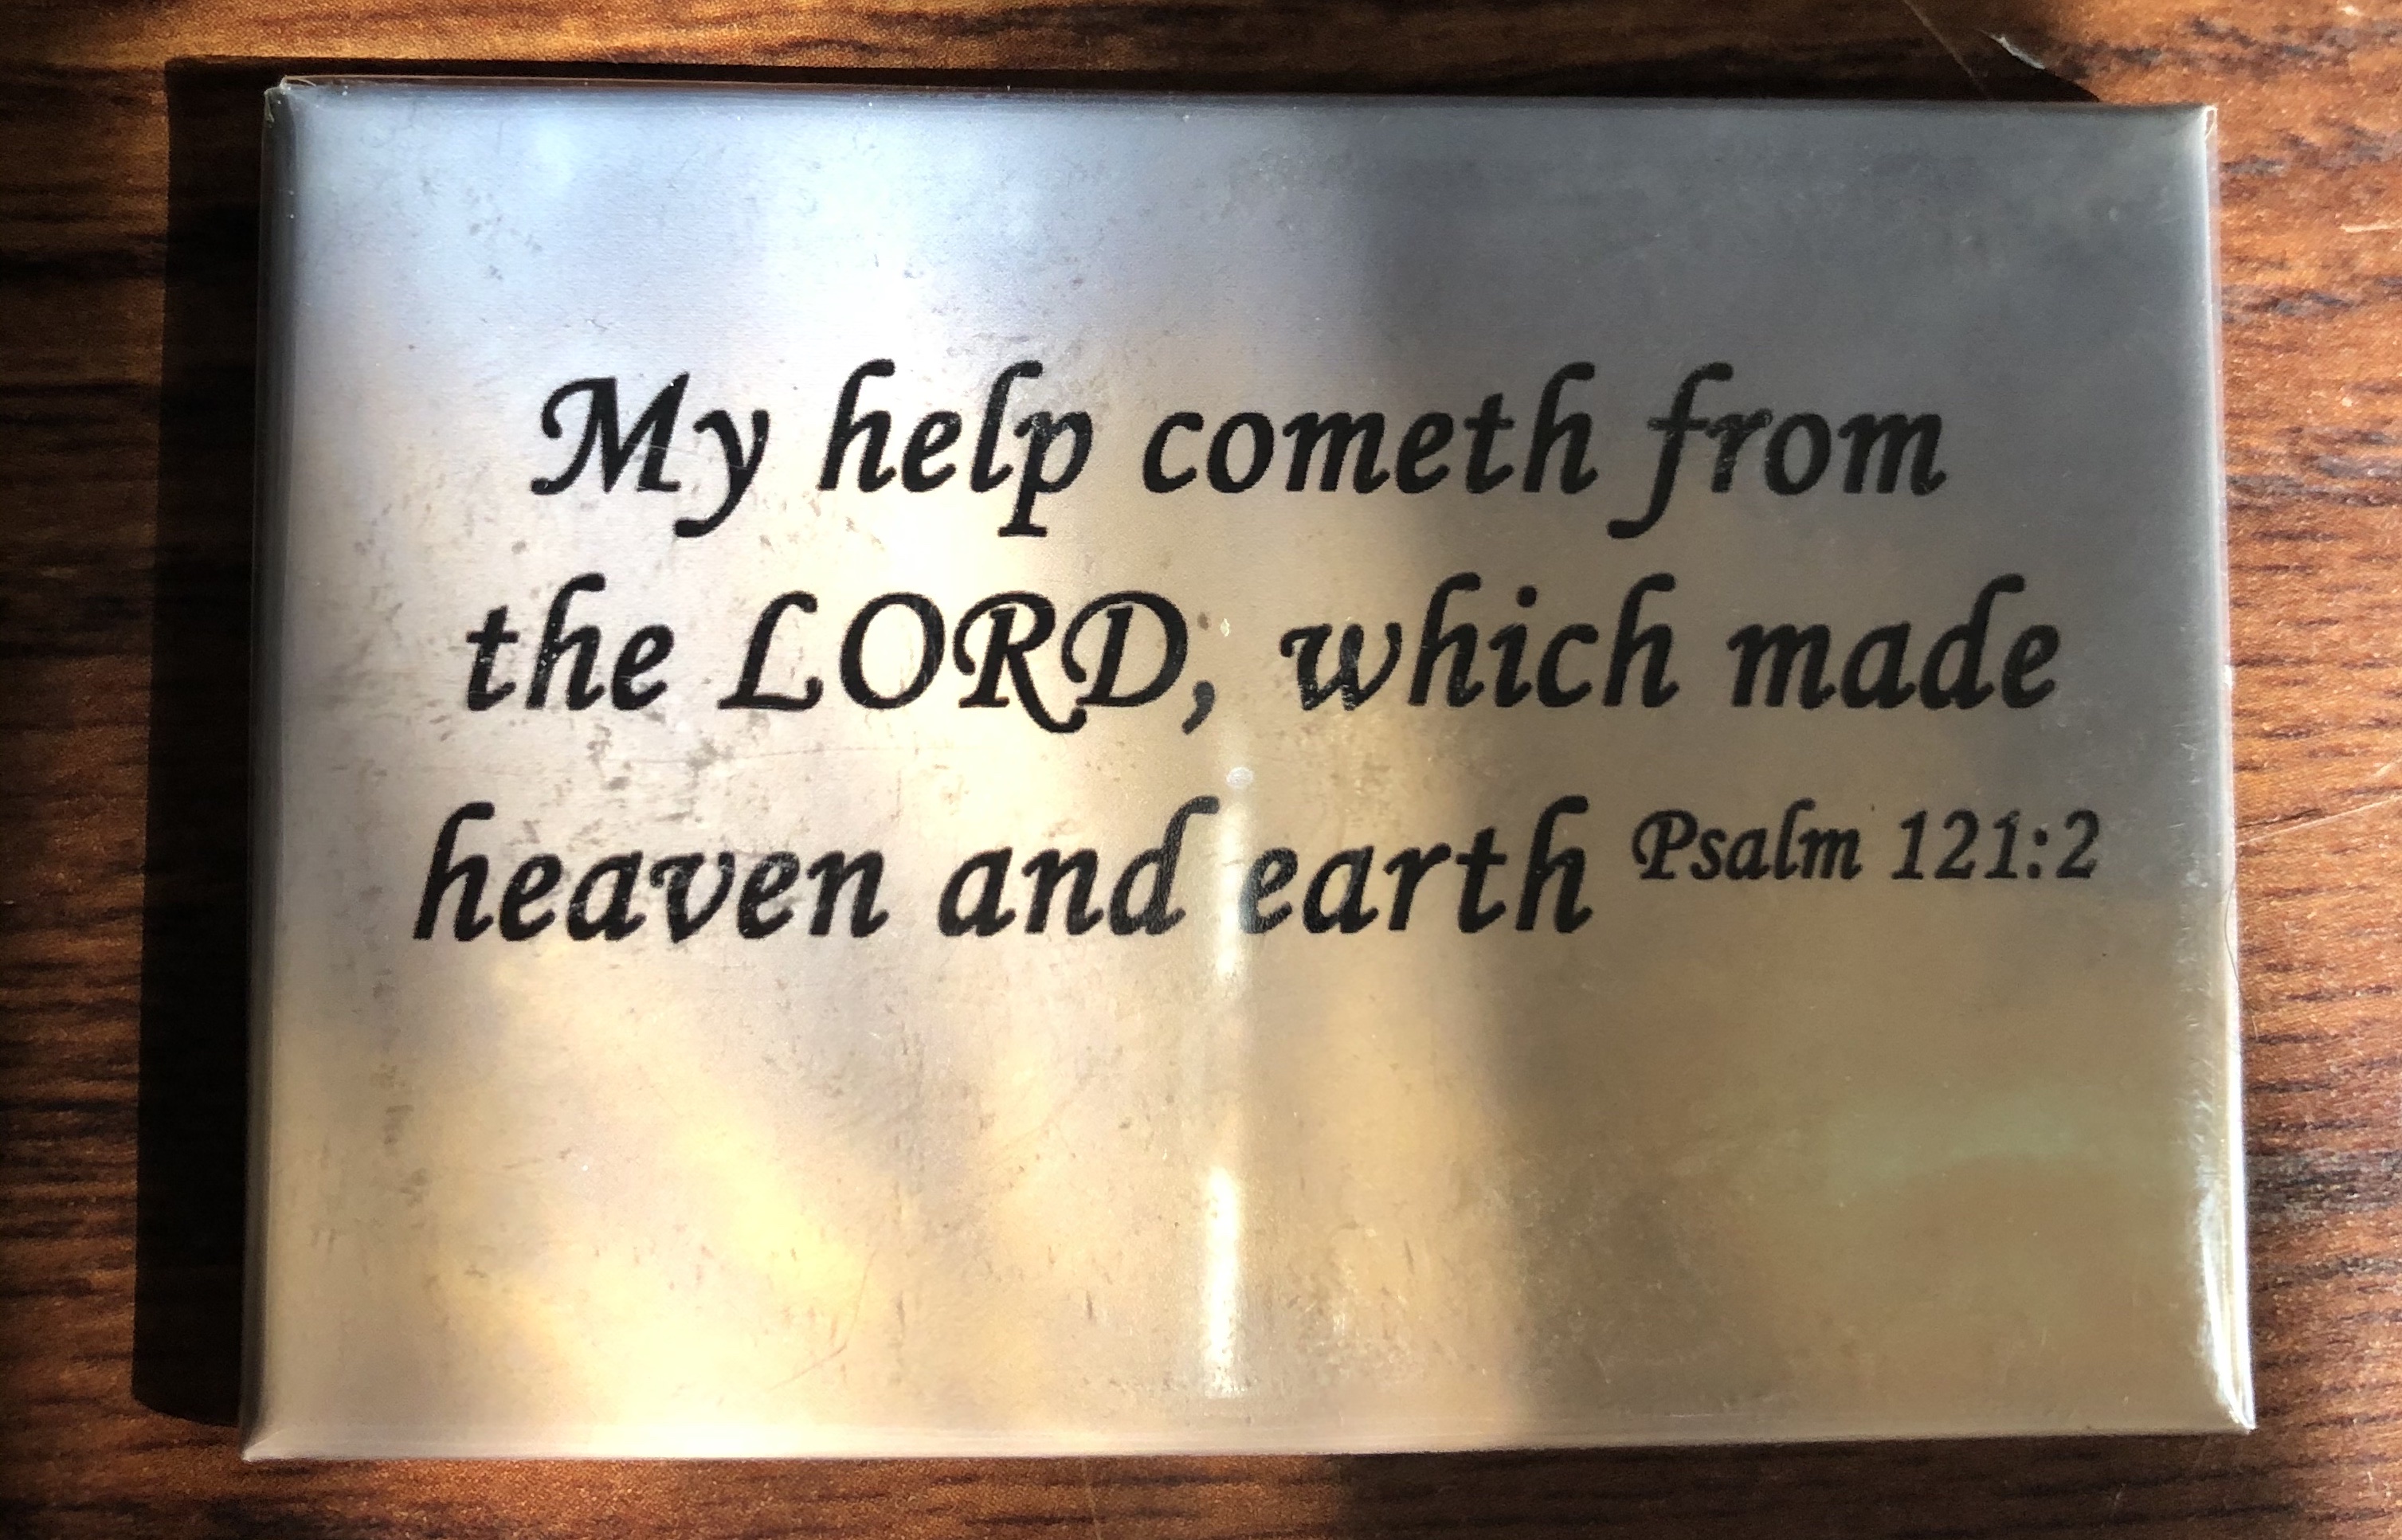 My help cometh from
the LORD, which made
heaven and earth Psalm 121:2